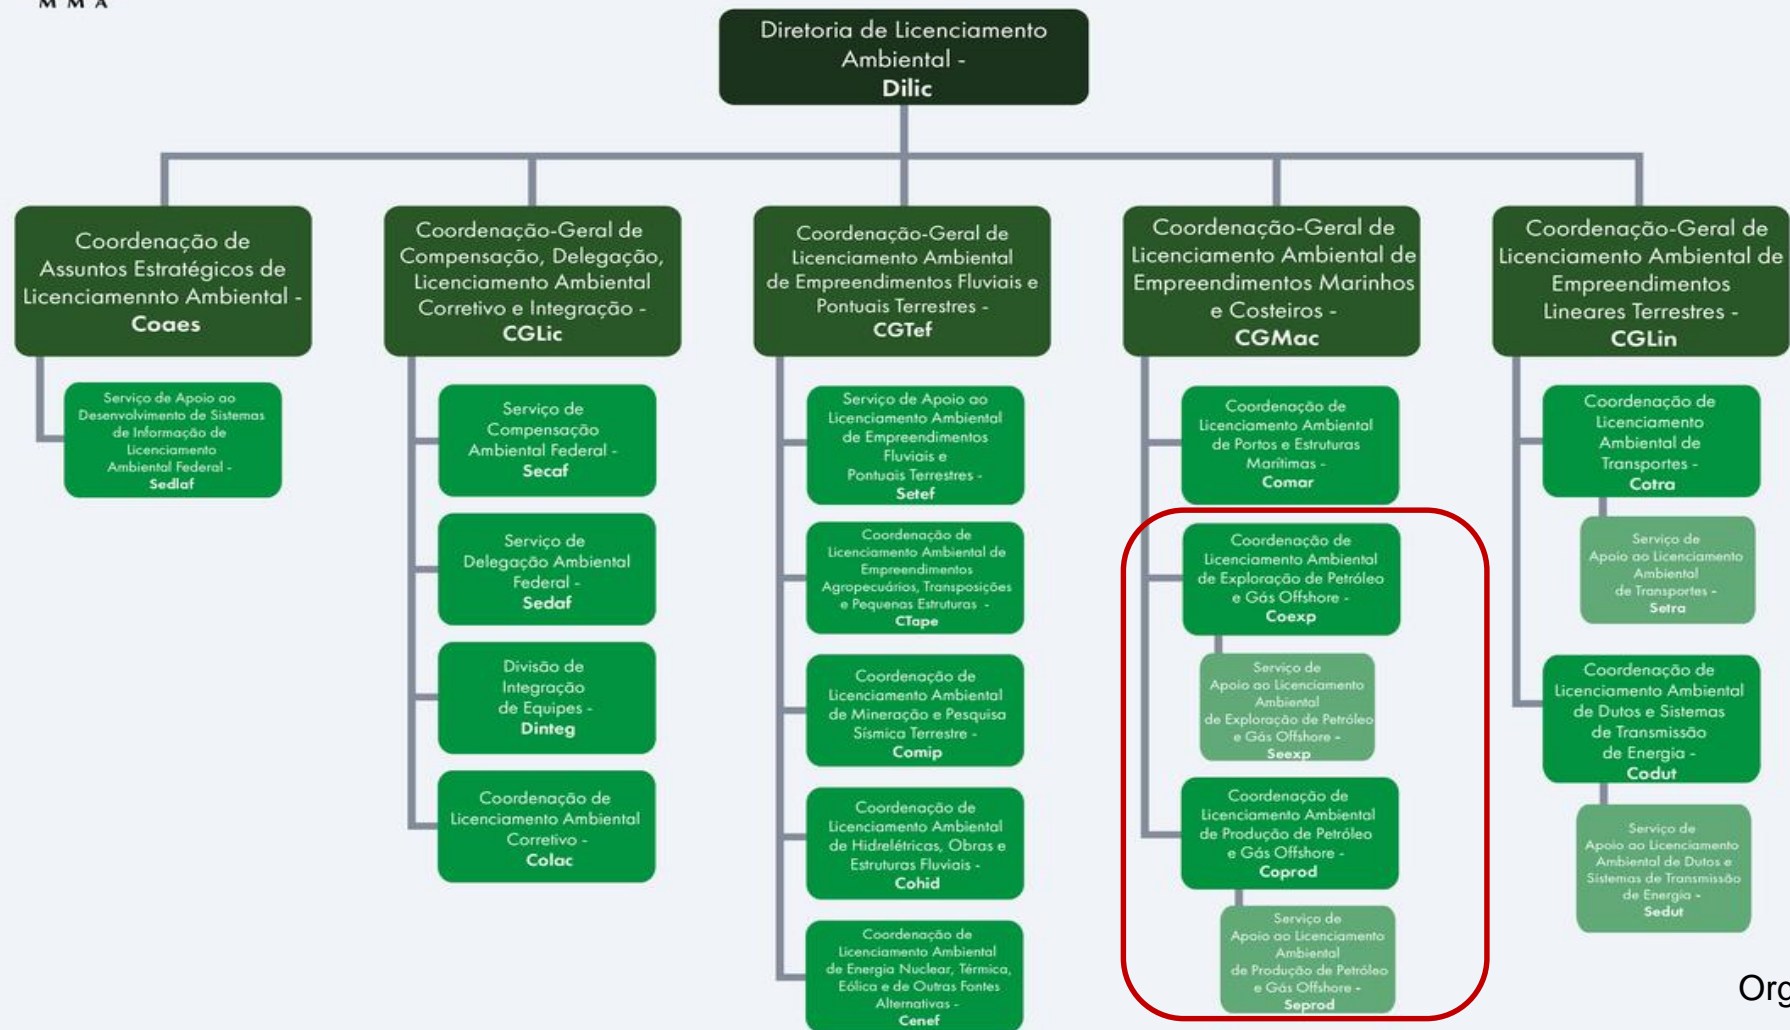 MMA
Diretoria de Licenciamento
Ambiental -
Dilic
Coordenação de
Assuntos Estratégicos de
Licenciamennto Ambiental -
Coaes
Serviço de Apoio ao
Desenvolvimento de Sistemas
de Informação de
Licenciamento
Ambiental Federal -
Sedlaf
Coordenação-Geral de
Compensação, Delegação,
Licenciamento Ambiental
Corretivo e Integração -
CGLic
Serviço de
Compensação
Ambiental Federal -
Secaf
Serviço de
Delegação Ambiental
Federal -
Sedaf
Divisão de
Integração
de Equipes -
Dinteg
Coordenação de
Licenciamento Ambiental
Corretivo -
Colac
Coordenação-Geral de
Licenciamento Ambiental
de Empreendimentos Fluviais e
Pontuais Terrestres -
CGTef
Serviço de Apoio ao
Licenciamento Ambiental
de Empreendimentos
Fluviais e
Pontuais Terrestres -
Setef
Coordenação de
Licenciamento Ambiental de
Empreendimentos
Agropecuários, Transposições
e Pequenas Estruturas -
CTape
Coordenação de
Licenciamento Ambiental
de Mineração e Pesquisa
Sísmica Terrestre -
Comip
Coordenação de
Licenciamento Ambiental
de Hidrelétricas, Obras e
Estruturas Fluviais -
Cohid
Coordenação de
Licenciamento Ambiental
de Energia Nuclear, Térmica,
Eólica e de Outras Fontes
Alternativas -
Cenef
Coordenação-Geral de
Licenciamento Ambiental de
Empreendimentos Marinhos
e Costeiros -
CGMac
Coordenação de
Licenciamento Ambiental
de Portos e Estruturas
Marítimas -
Comar
Coordenação de
Licenciamento Ambiental
de Exploração de Petróleo
e Gás Offshore -
Coexp
Serviço de
Apoio ao Licenciamento
Ambiental
de Exploração de Petróleo
e Gás Offshore -
Seexp
Coordenação de
Licenciamento Ambiental
de Produção de Petróleo
e Gás Offshore -
Coprod
Serviço de
Apoio ao Licenciamento
Ambiental
de Produção de Petróleo
e Gás Offshore -
Seprod
Coordenação-Geral de
Licenciamento Ambiental de
Empreendimentos
Lineares Terrestres -
CGLin
Coordenação de
Licenciamento
Ambiental de
Transportes -
Cotra
Serviço de
Apoio ao Licenciamento
Ambiental
de Transportes -
Setra
Coordenação de
Licenciamento Ambiental
de Dutos e Sistemas
de Transmissão
de Energia -
Codut
Serviço de
Apoio ao Licenciamento
Ambiental de Dutos e
Sistemas de Transmissão
de Energia -
Sedut
Org